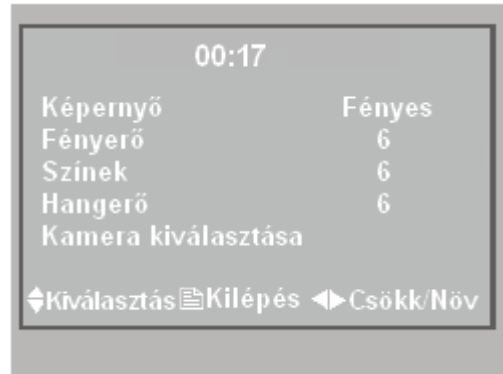 00:17
Képernyő Fényes
Fényerő 6
Színek 6
Hangerő 6
Kamera kiválasztása
Kiválasztás Kilépés Csökk/Növ